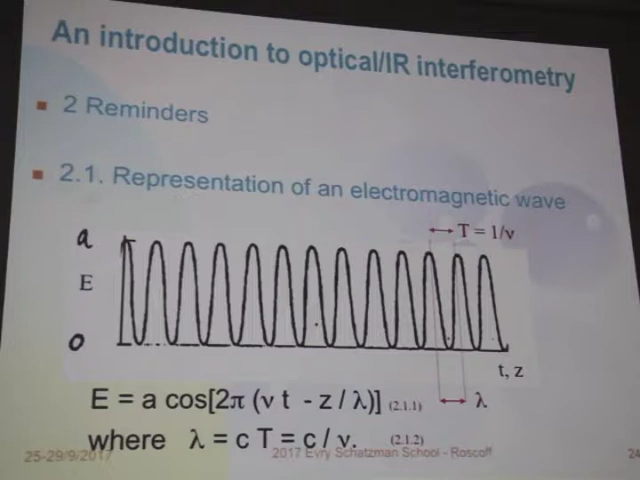 An introduction to optical/IR interferometry
2 Reminders
2.1. Representation of an electromagnetic wave
a
T = 1/ν
E
o
t, z
E = a cos[2π (ν t - z / λ)] (2.1.1)
λ
where λ = c T = c / ν. (2.1.2)
25-29/9/2017
2017 Evry Schatzman School - Roscoff
24